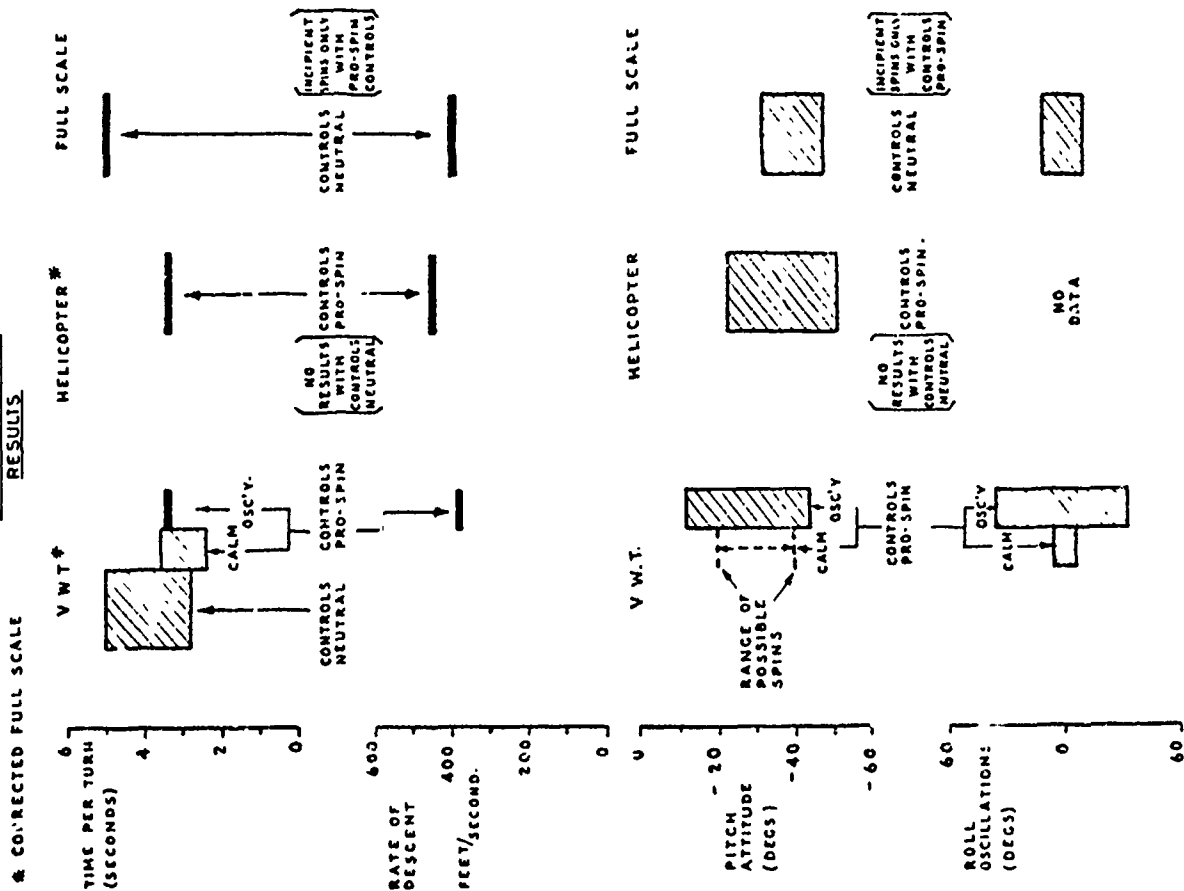 RESULTS
* CORRECTED FULL SCALE
VWT*
HELICOPTER*
FULL SCALE
TIME PER TURN
(SECONDS)
6
4
2
0
CALM
OSC'Y.
CONTROLS
NEUTRAL
CONTROLS
PRO-SPIN
NO
RESULTS
WITH
CONTROLS
NEUTRAL
CONTROLS
PRO-SPIN
CONTROLS
NEUTRAL
INCIPIENT
SPINS ONLY
WITH
PRO-SPIN
CONTROLS
RATE OF
DESCENT
FEET/SECOND.
600
400
200
0
V.W.T.
HELICOPTER
FULL SCALE
PITCH
ATTITUDE
(DEGS)
0
-20
-40
-60
RANGE OF
POSSIBLE
SPINS
CALM
OSC'Y
CONTROLS
PRO-SPIN
NO
RESULTS
WITH
CONTROLS
NEUTRAL
CONTROLS
PRO-SPIN.
CONTROLS
NEUTRAL
INCIPIENT
SPINS ONLY
WITH
CONTROLS
PRO-SPIN
ROLL
OSCILLATIONS
(DEGS)
60
0
60
CALM
OSC'Y
NO
DATA